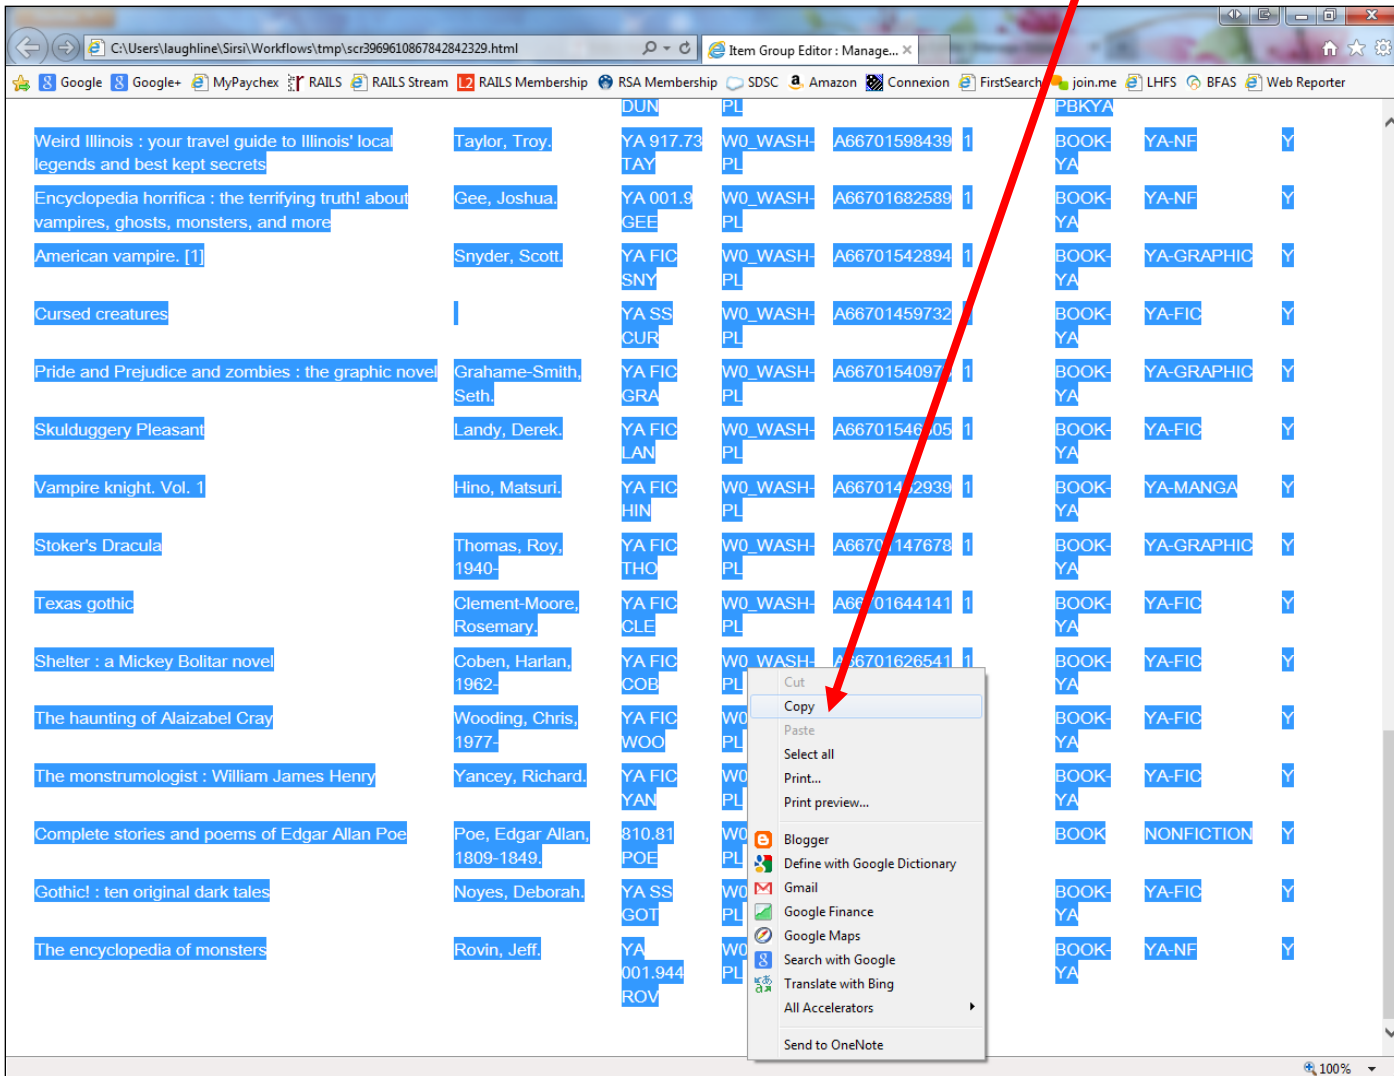 C:\Users\laughline\Sirsi\Workflows\tmp\scr3969610867842842329.html
Item Group Editor : Manage...
Google Google+ MyPaychex RAILS RAILS Stream RAILS Membership RSA Membership SDSC Amazon Connexion FirstSearch join.me LHFS BFAS Web Reporter
DUN PL PBKYA
Weird Illinois : your travel guide to Illinois' local Taylor, Troy. YA 917.73 W0_WASH- A66701598439 1 BOOK- YA-NF Y
legends and best kept secrets TAY PL YA
Encyclopedia horrifica : the terrifying truth! about Gee, Joshua. YA 001.9 W0_WASH- A66701682589 1 BOOK- YA-NF Y
vampires, ghosts, monsters, and more GEE PL YA
American vampire. [1] Snyder, Scott. YA FIC W0_WASH- A66701542894 1 BOOK- YA-GRAPHIC Y
SNY PL YA
Cursed creatures YA SS W0_WASH- A66701459732 BOOK- YA-FIC Y
CUR PL YA
Pride and Prejudice and zombies : the graphic novel Grahame-Smith, YA FIC W0_WASH- 1 BOOK- YA-GRAPHIC Y
Seth. GRA PL YA
Skulduggery Pleasant Landy, Derek. YA FIC W0_WASH- 1 BOOK- YA-FIC Y
LAN PL YA
Vampire knight. Vol. 1 Hino, Matsuri. YA FIC W0_WASH- 1 BOOK- YA-MANGA Y
HIN PL YA
Stoker's Dracula Thomas, Roy, YA FIC W0_WASH- 1 BOOK- YA-GRAPHIC Y
1940- THO PL YA
Texas gothic Clement-Moore, YA FIC W0_WASH- 1 BOOK- YA-FIC Y
Rosemary. CLE PL YA
Shelter : a Mickey Bolitar novel Coben, Harlan, YA FIC W0_WASH- A66701626541 1 BOOK- YA-FIC Y
1962- COB PL Cut YA
The haunting of Alaizabel Cray Wooding, Chris, YA FIC W0 Copy BOOK- YA-FIC Y
1977- WOO PL Paste YA
Select all
The monstrumologist : William James Henry Yancey, Richard. YA FIC W0 Print... BOOK- YA-FIC Y
YAN PL Print preview... YA
Complete stories and poems of Edgar Allan Poe Poe, Edgar Allan, 810.81 W0 Blogger BOOK NONFICTION Y
1809-1849. POE PL Define with Google Dictionary
Gothic! : ten original dark tales Noyes, Deborah. YA SS W0 Gmail BOOK- YA-FIC Y
GOT PL Google Finance YA
Google Maps
The encyclopedia of monsters Rovin, Jeff. YA W0 Search with Google BOOK- YA-NF Y
001.944 PL Translate with Bing YA
ROV All Accelerators
Send to OneNote
100%